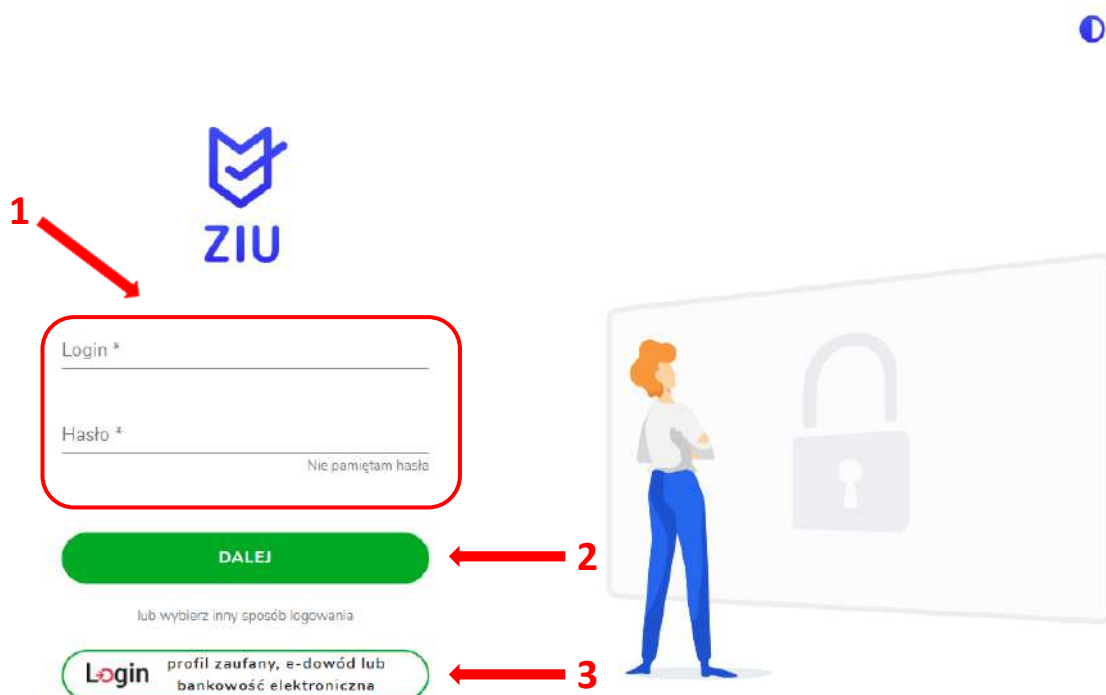 ZIU
1
Login *
Hasło *
Nie pamiętam hasła
DALEJ
2
lub wybierz inny sposób logowania
Login profil zaufany, e-dowód lub
bankowość elektroniczna
3